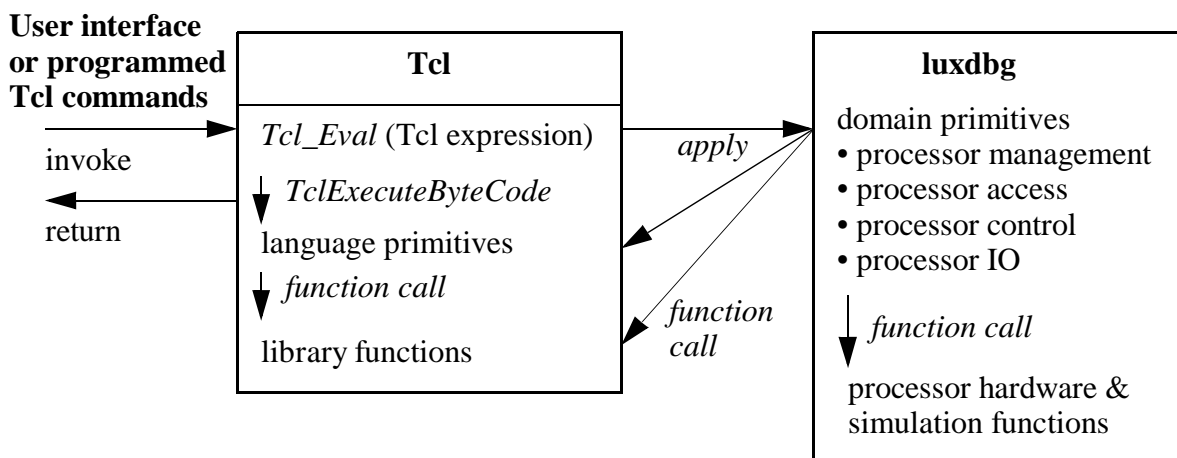 User interface
or programmed
Tcl commands
invoke
return
Tcl
Tcl_Eval (Tcl expression)
TclExecuteByteCode
language primitives
function call
library functions
apply
function
call
luxdbg
domain primitives
• processor management
• processor access
• processor control
• processor IO
function call
processor hardware &
simulation functions